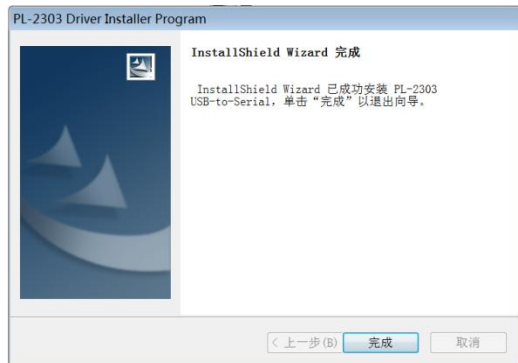 PL-2303 Driver Installer Program
InstallShield Wizard 完成
InstallShield Wizard 已成功安装 PL-2303
USB-to-Serial，单击“完成”以退出向导。
< 上一步(B)
完成
取消